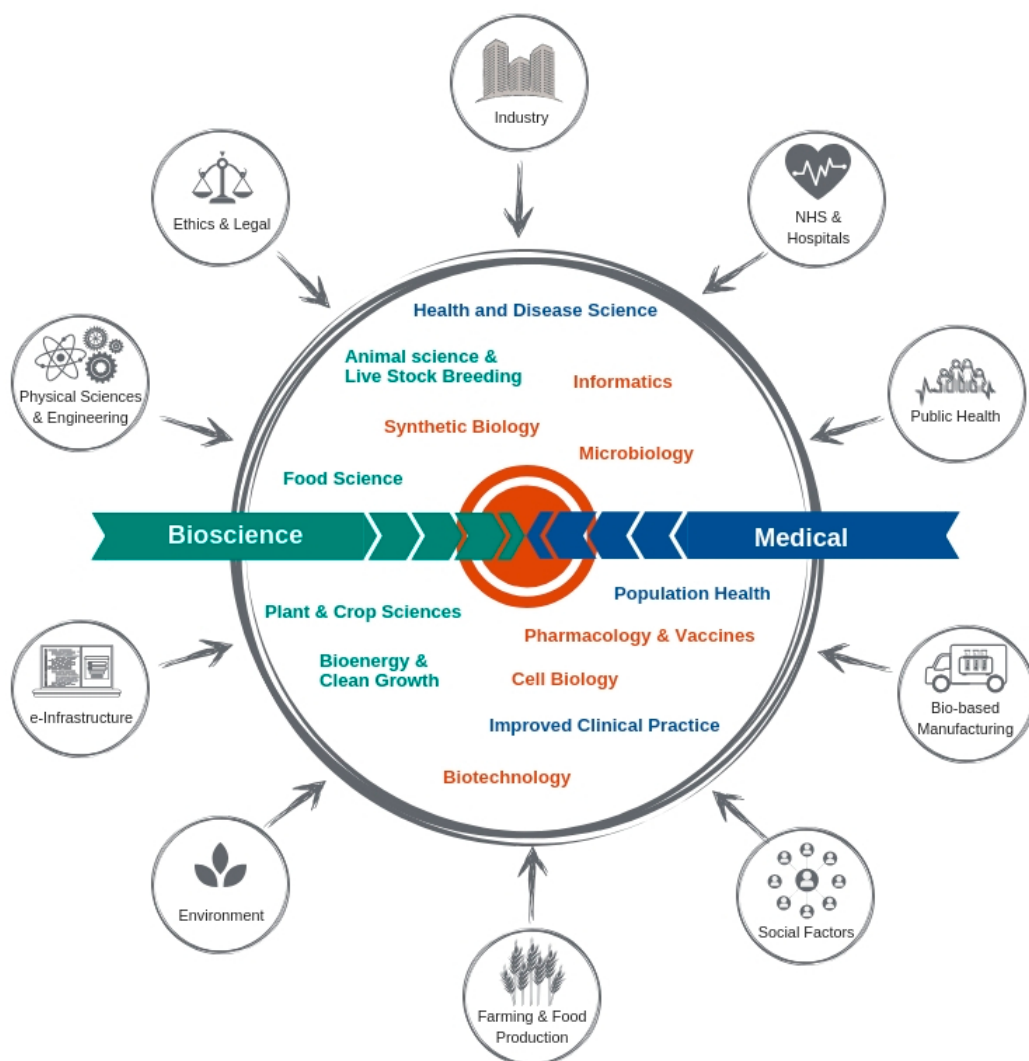 Industry
Ethics & Legal
NHS &
Hospitals
Physical Sciences
& Engineering
Public Health
Health and Disease Science
Animal science &
Live Stock Breeding
Informatics
Synthetic Biology
Microbiology
Food Science
Bioscience
Medical
Population Health
Plant & Crop Sciences
Pharmacology & Vaccines
Bioenergy &
Clean Growth
Cell Biology
Improved Clinical Practice
Biotechnology
e-Infrastructure
Bio-based
Manufacturing
Environment
Social Factors
Farming & Food
Production